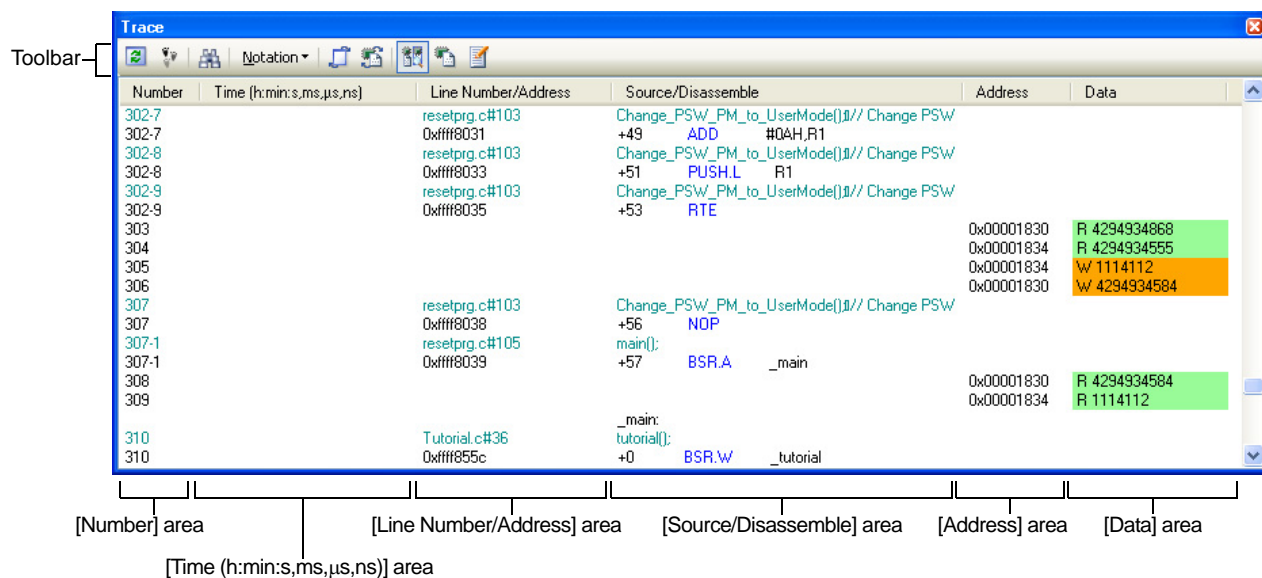 Trace
Toolbar
Notation
Number Time (h:min:s,ms,μs,ns) Line Number/Address Source/Disassemble Address Data
302-7 resetprg.c#103 Change_PSW_PM_to_UserMode(); // Change PSW
302-7 0xffff8031 +49 ADD #0AH,R1
302-8 resetprg.c#103 Change_PSW_PM_to_UserMode(); // Change PSW
302-8 0xffff8033 +51 PUSH.L R1
302-9 resetprg.c#103 Change_PSW_PM_to_UserMode(); // Change PSW
302-9 0xffff8035 +53 RTE
303 0x00001830 R 4294934868
304 0x00001834 R 4294934555
305 0x00001834 W 1114112
306 0x00001830 W 4294934584
307 resetprg.c#103 Change_PSW_PM_to_UserMode(); // Change PSW
307 0xffff8038 +56 NOP
307-1 resetprg.c#105 main();
307-1 0xffff8039 +57 BSR.A _main
308 0x00001830 R 4294934584
309 0x00001834 R 1114112
_main:
310 Tutorial.c#36 tutorial();
310 0xffff855c +0 BSR.W _tutorial
[Number] area [Line Number/Address] area [Source/Disassemble] area [Address] area [Data] area
[Time (h:min:s,ms,μs,ns)] area